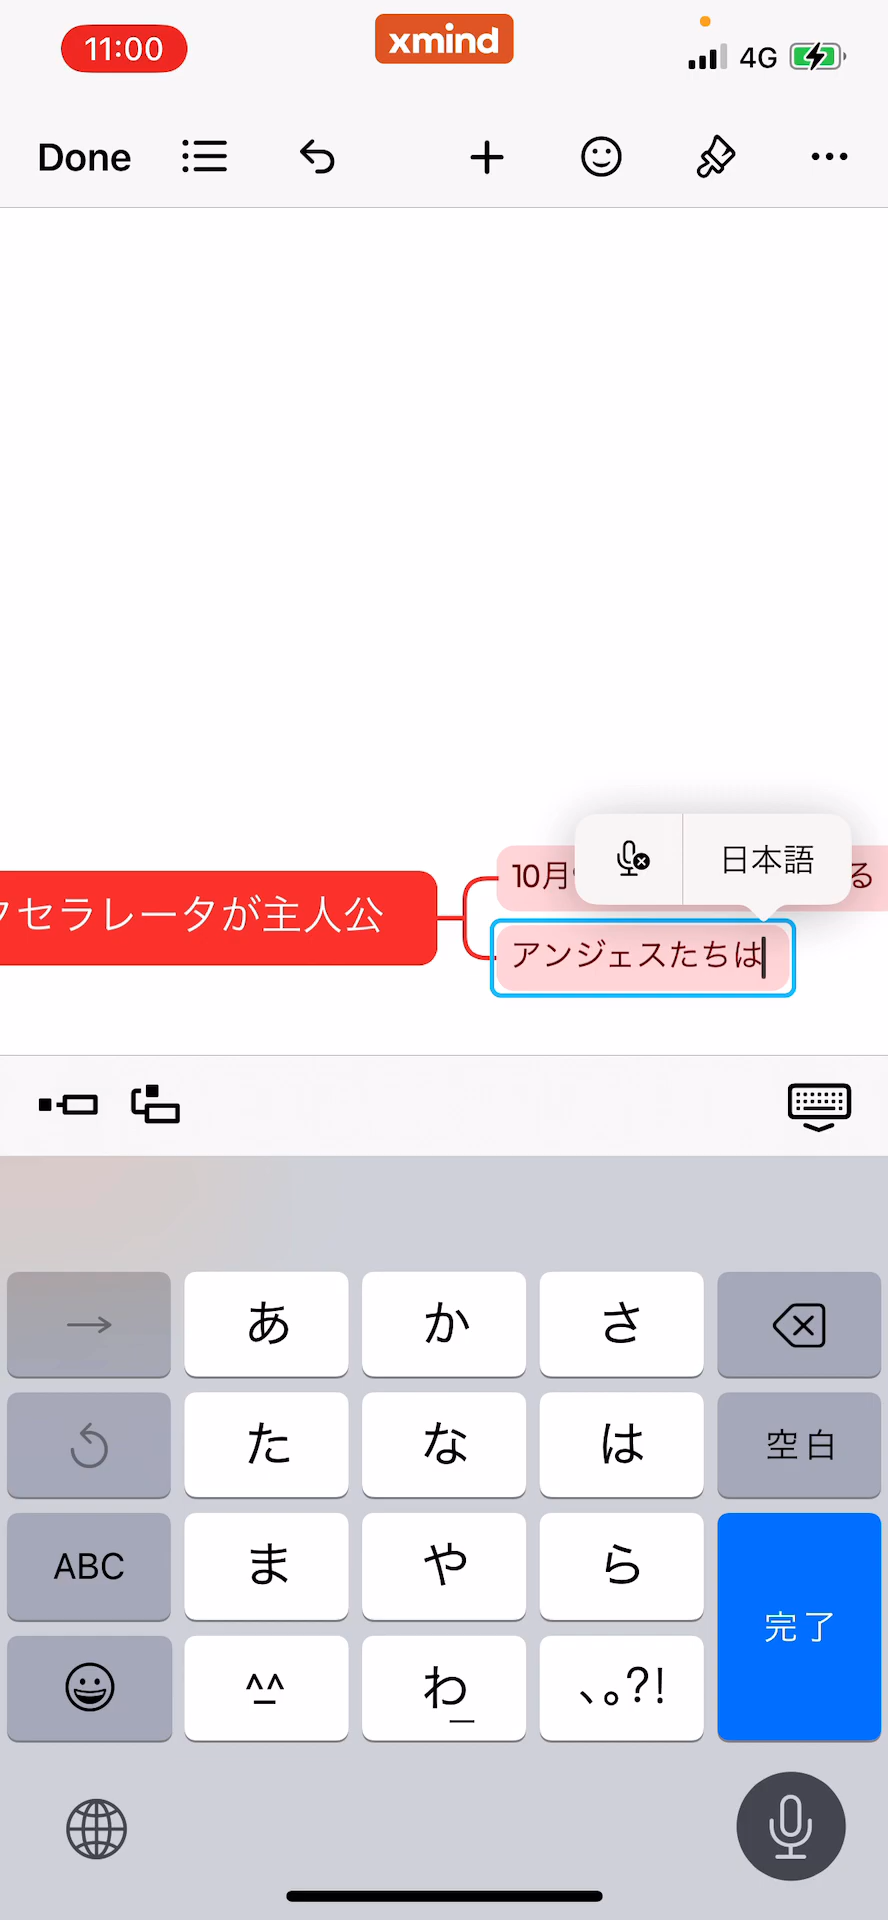 11:00
xmind
4G
Done
10月
る
日本語
クセラレータが主人公
アンジェスたちは
→
あ
か
さ
た
な
は
空白
ABC
ま
や
ら
完了
^_^
わ_
、。?!